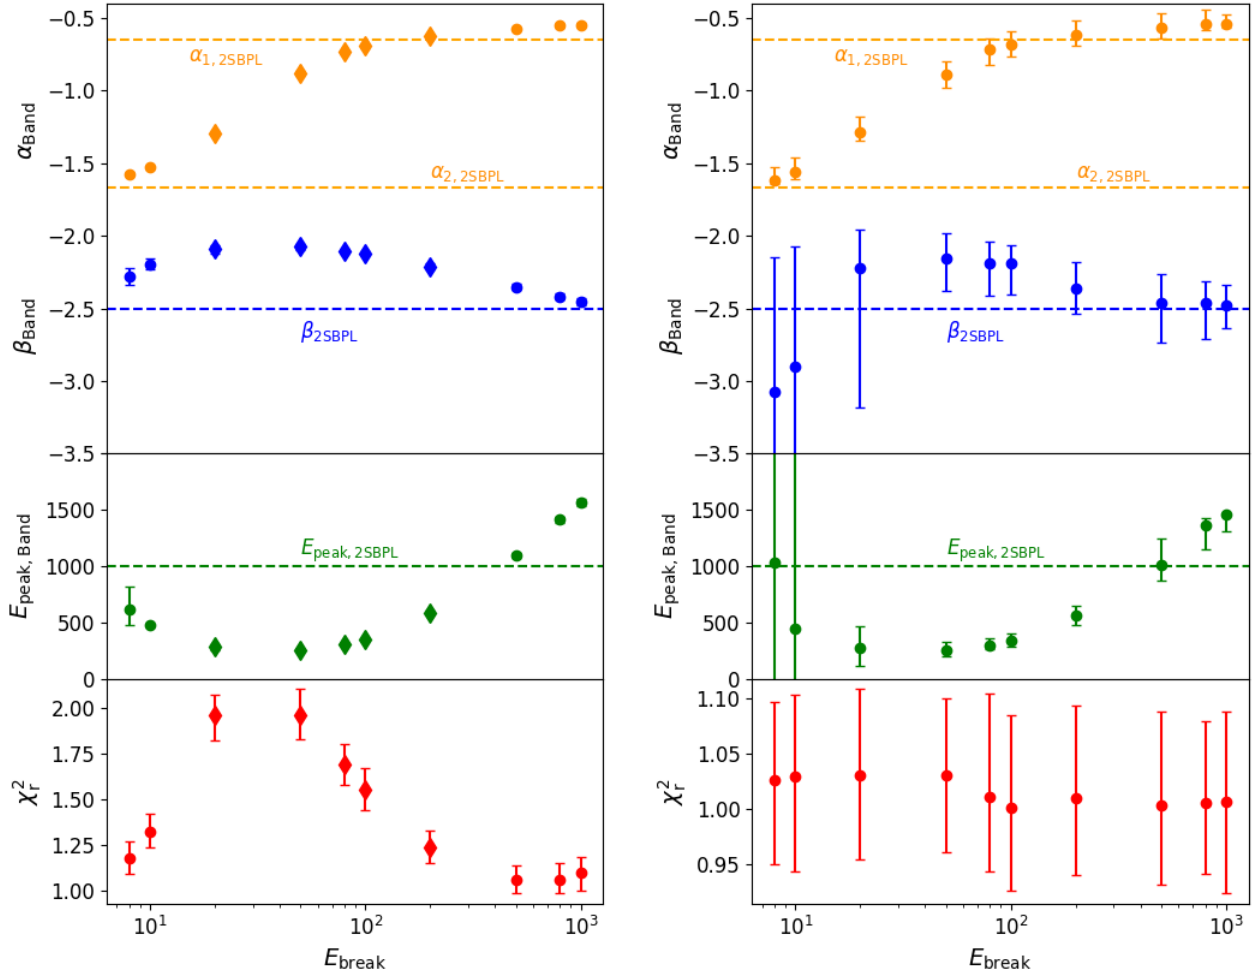 −0.5
α1, 2SBPL
−1.0
αBand
−1.5
α2, 2SBPL
−2.0
−2.5
β2SBPL
βBand
−3.0
−3.5
1500
Epeak, 2SBPL
1000
Epeak, Band
500
0
2.00
1.75
χ²r
1.50
1.25
1.00
10¹ 10² 10³
Ebreak
−0.5
α1, 2SBPL
−1.0
αBand
−1.5
α2, 2SBPL
−2.0
−2.5
β2SBPL
βBand
−3.0
−3.5
1500
Epeak, 2SBPL
1000
Epeak, Band
500
0
1.10
1.05
χ²r
1.00
0.95
10¹ 10² 10³
Ebreak